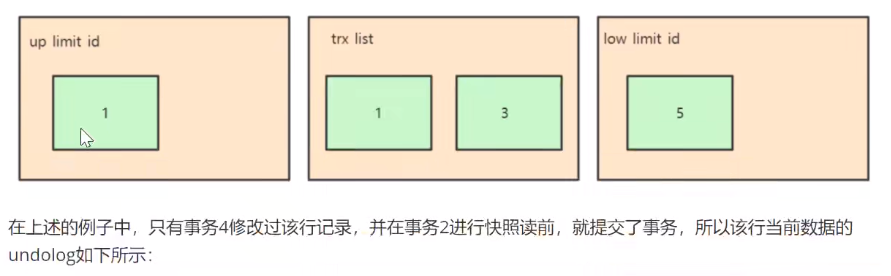 up limit id
trx list
low limit id
1
1
3
5
在上述的例子中，只有事务4修改过该行记录，并在事务2进行快照读前，就提交了事务，所以该行当前数据的
undolog如下所示：